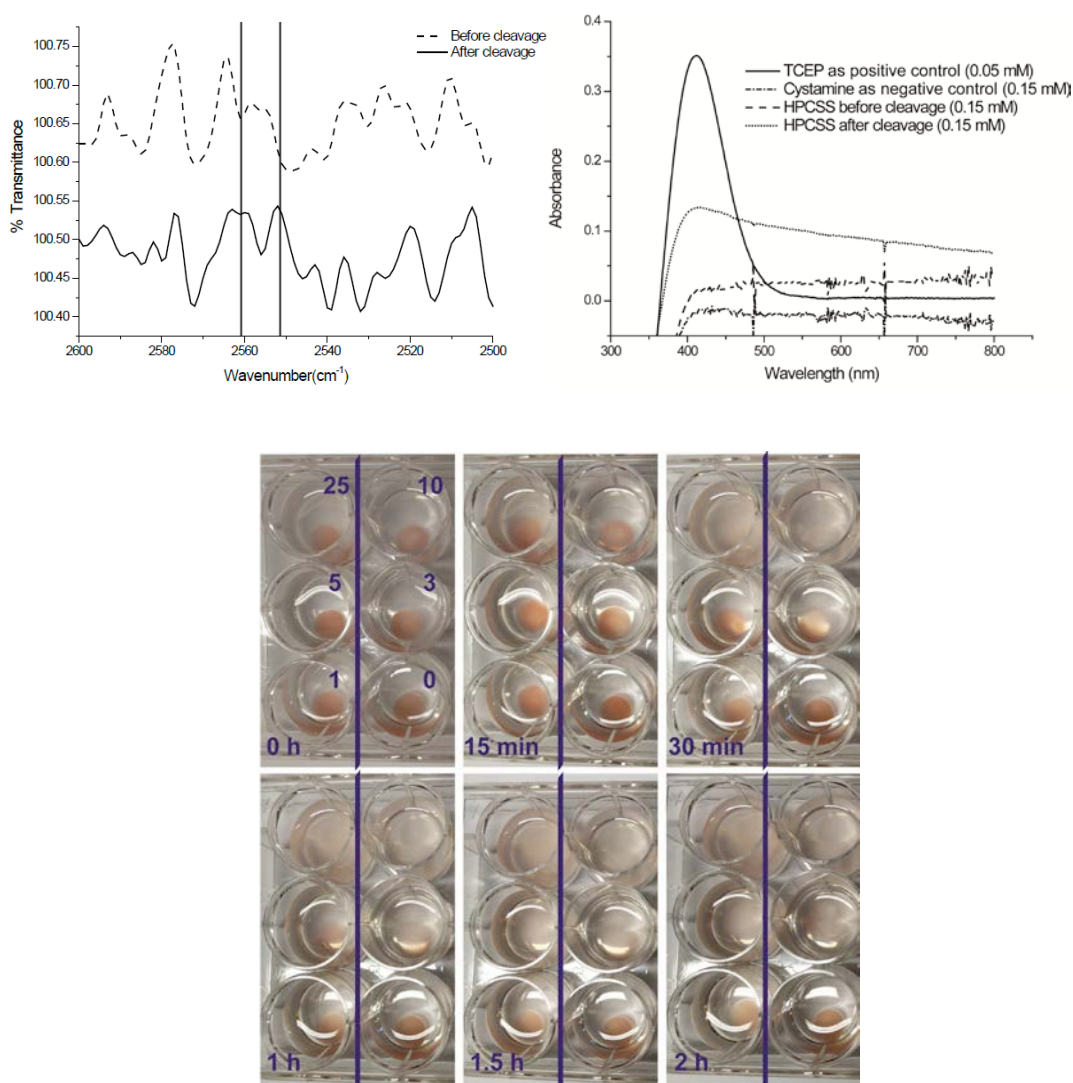 Before cleavage
After cleavage
% Transmittance
100.75
100.70
100.65
100.60
100.55
100.50
100.45
100.40
2600
2580
2560
2540
2520
2500
Wavenumber(cm⁻¹)
TCEP as positive control (0.05 mM)
Cystamine as negative control (0.15 mM)
HPCSS before cleavage (0.15 mM)
HPCSS after cleavage (0.15 mM)
Absorbance
0.4
0.3
0.2
0.1
0.0
300
400
500
600
700
800
Wavelength (nm)
25
10
5
3
1
0
0 h
15 min
30 min
1 h
1.5 h
2 h